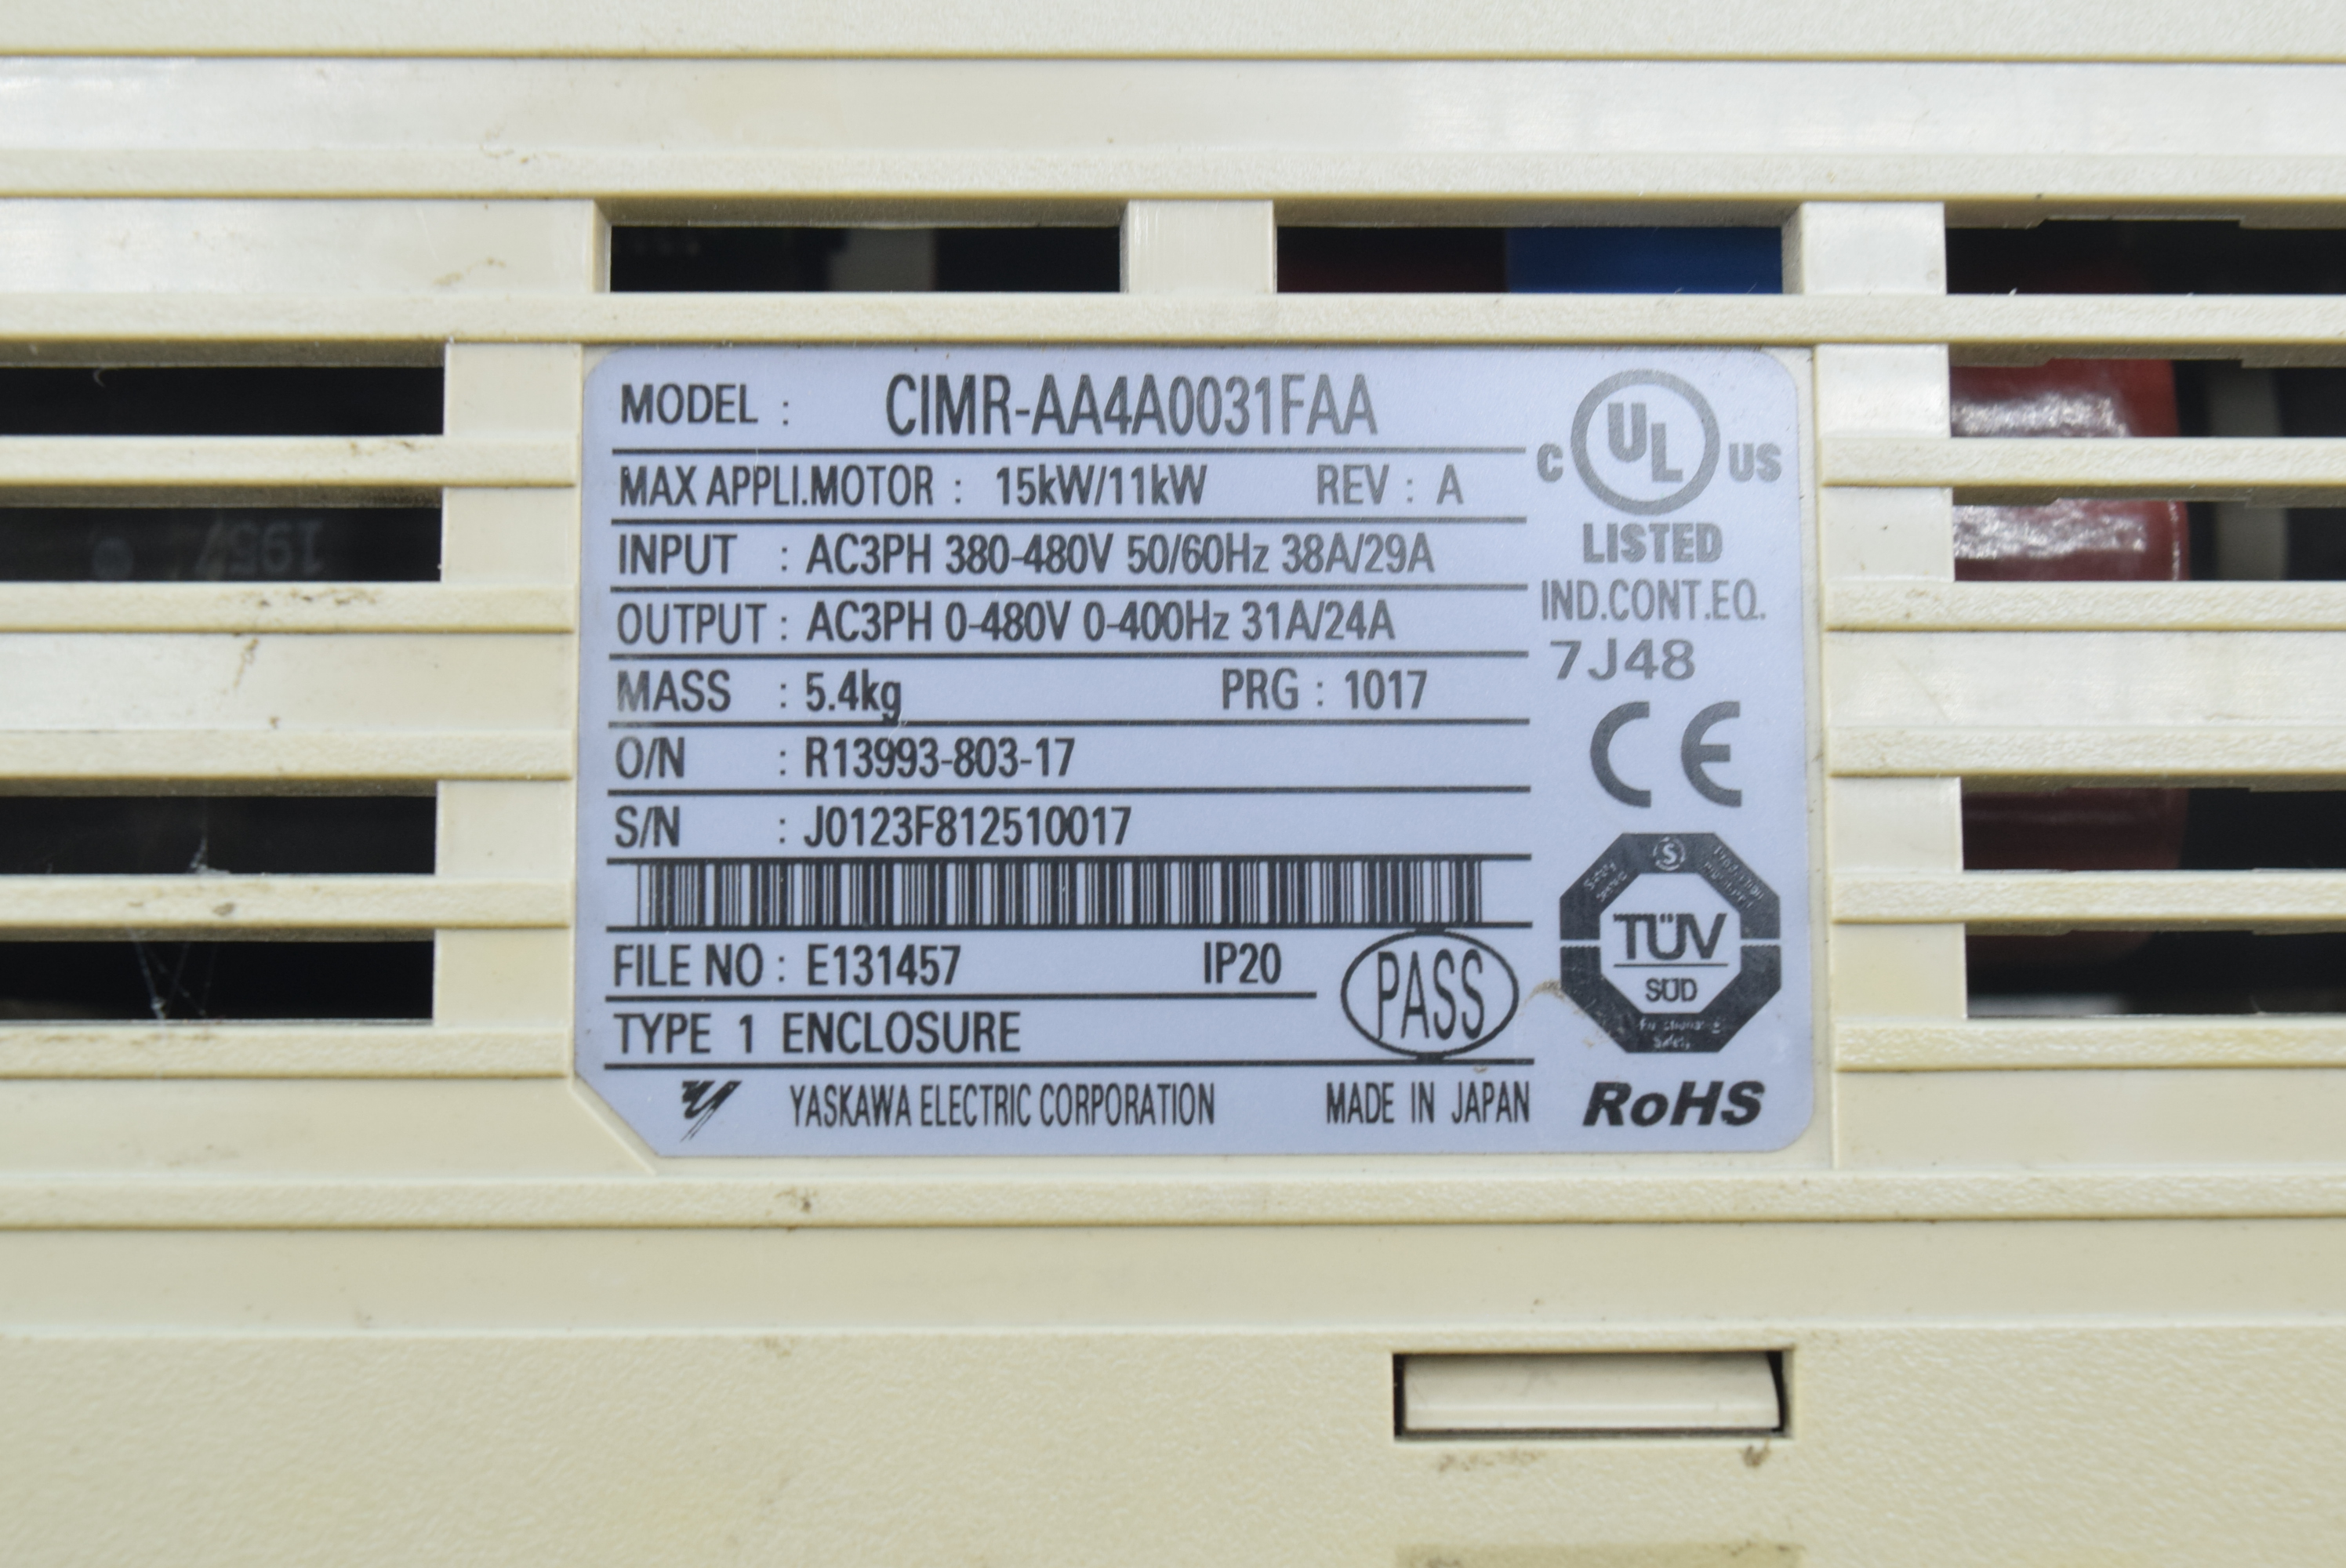 MODEL : CIMR-AA4A0031FAA
MAX APPLI.MOTOR : 15kW/11kW REV : A
INPUT : AC3PH 380-480V 50/60Hz 38A/29A
OUTPUT : AC3PH 0-480V 0-400Hz 31A/24A
MASS : 5.4kg PRG : 1017
O/N : R13993-803-17
S/N : J0123F812510017
FILE NO : E131457 IP20
PASS
TYPE 1 ENCLOSURE
YASKAWA ELECTRIC CORPORATION MADE IN JAPAN
C UL US
LISTED
IND.CONT.EQ.
7J48
CE
S
Safety
TÜV
SÜD
Safety
RoHS
1957